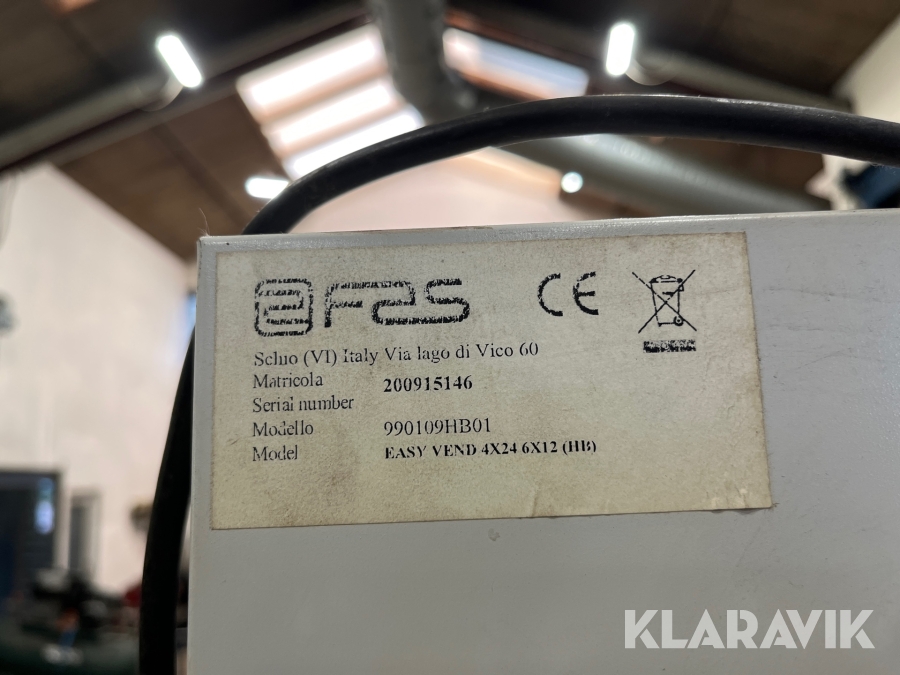 Fas CE
Schio (VI) Italy Via lago di Vico 60
Matricola 200915146
Serial number
Modello 990109HB01
Model EASY VEND 4X24 6X12 (HB)
KLARAVIK